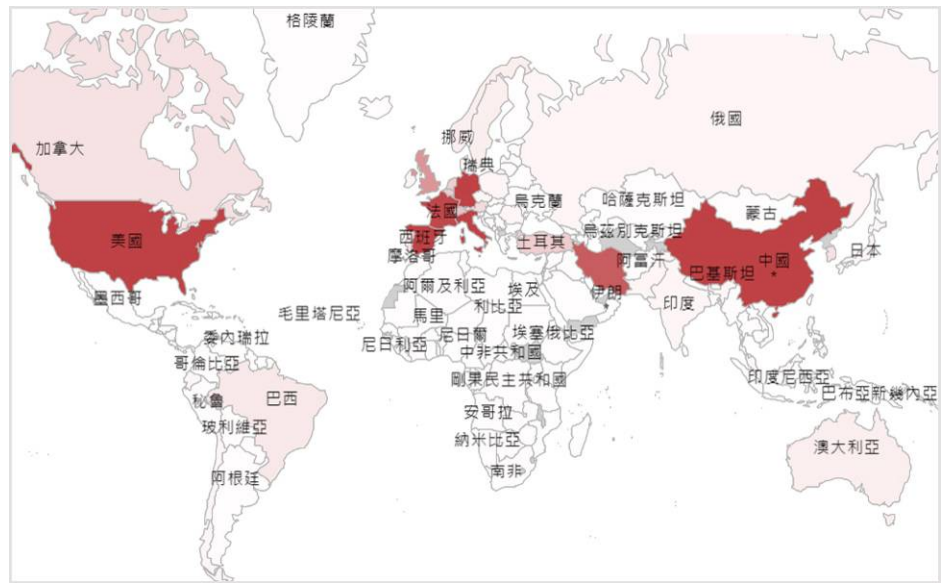 格陵蘭
俄國
挪威
加拿大
瑞典
哈薩克斯坦
烏克蘭
蒙古
法國
烏茲別克斯坦
美國
西班牙
土耳其
日本
摩洛哥
阿富汗
中國
巴基斯坦
阿爾及利亞
埃及
伊朗
墨西哥
利比亞
印度
毛里塔尼亞
馬里
委內瑞拉
尼日爾
埃塞俄比亞
尼日利亞
中非共和國
哥倫比亞
印度尼西亞
剛果民主共和國
巴布亞新幾內亞
巴西
秘魯
安哥拉
玻利維亞
納米比亞
澳大利亞
南非
阿根廷